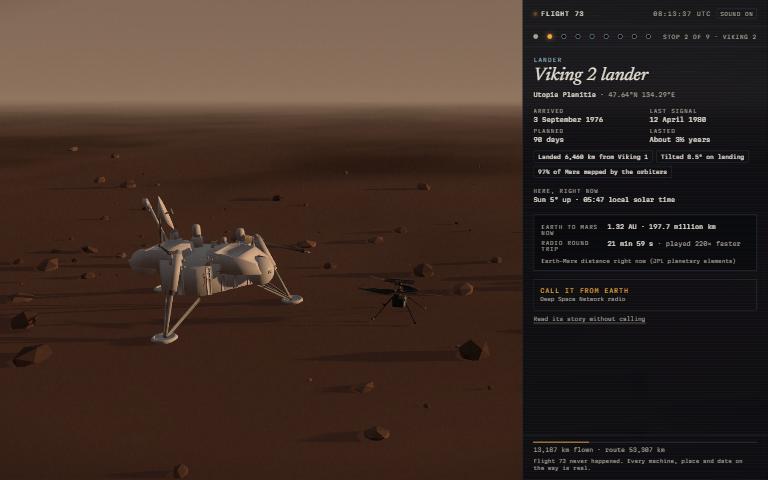 FLIGHT 73
08:13:37 UTC SOUND ON
STOP 2 OF 9 · VIKING 2
LANDER
Viking 2 lander
Utopia Planitia · 47.64°N 134.29°E
ARRIVED
3 September 1976
LAST SIGNAL
12 April 1980
PLANNED
90 days
LASTED
About 3½ years
Landed 6,460 km from Viking 1
Tilted 8.5° on landing
97% of Mars mapped by the orbiters
HERE, RIGHT NOW
Sun 5° up · 05:47 local solar time
EARTH TO MARS NOW
1.32 AU · 197.7 million km
RADIO ROUND TRIP
21 min 59 s · played 220× faster
Earth–Mars distance right now (JPL planetary elements)
CALL IT FROM EARTH
Deep Space Network radio
Read its story without calling
13,187 km flown · route 53,307 km
Flight 73 never happened. Every machine, place and date on
the way is real.